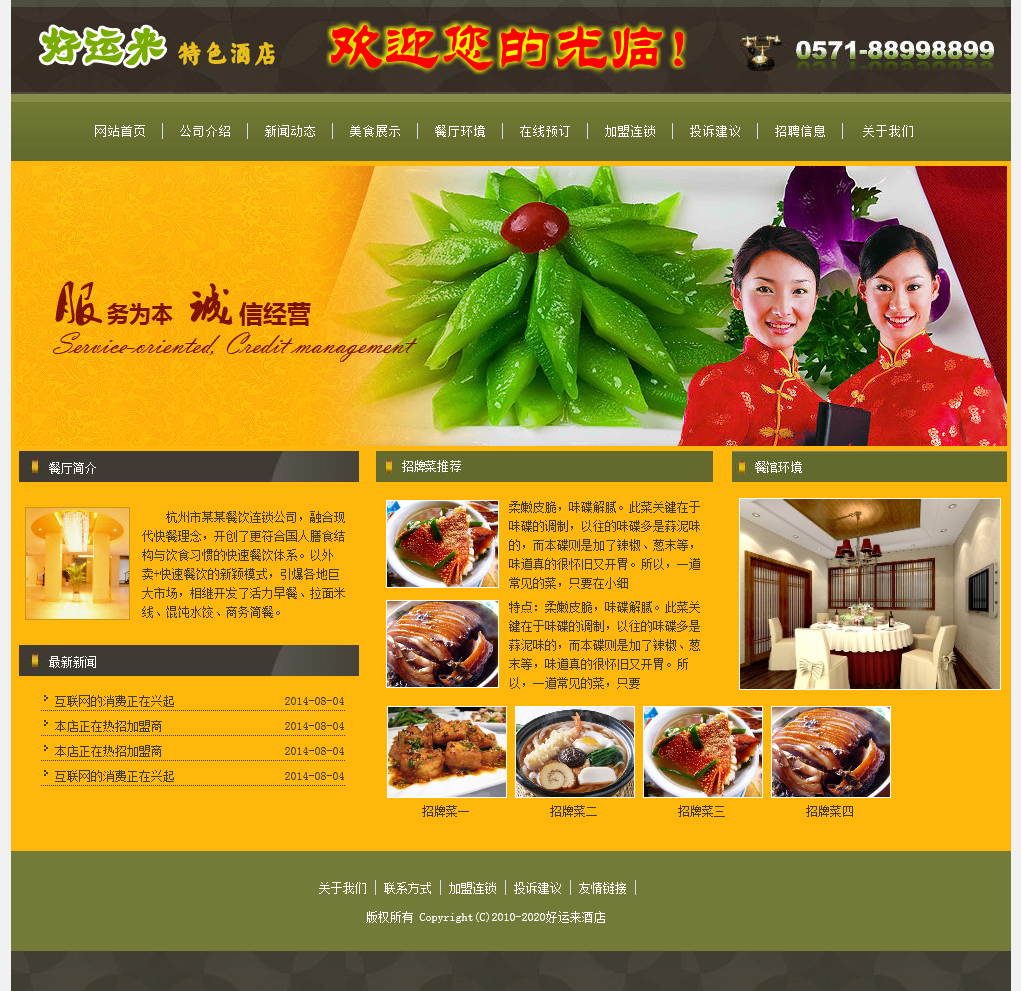 好运来 特色酒店 欢迎您的光临! 0571-88998899
网站首页 公司介绍 新闻动态 美食展示 餐厅环境 在线预订 加盟连锁 投诉建议 招聘信息 关于我们
服务为本 诚信经营
Service-oriented, Credit management
餐厅简介
杭州市某某餐饮连锁公司，融合现
代快餐理念，开创了更符合国人膳食结
构与饮食习惯的快速餐饮体系。以外
卖+快速餐饮的新颖模式，引爆各地巨
大市场，相继开发了活力早餐、拉面米
线、馄饨水饺、商务简餐。
最新新闻
互联网的消费正在兴起 2014-08-04
本店正在热招加盟商 2014-08-04
本店正在热招加盟商 2014-08-04
互联网的消费正在兴起 2014-08-04
招牌菜推荐
柔嫩皮脆，味碟解腻。此菜关键在于
味碟的调制，以往的味碟多是蒜泥味
的，而本碟则是加了辣椒、葱末等，
味道真的很怀旧又开胃。所以，一道
常见的菜，只要在小细
特点：柔嫩皮脆，味碟解腻。此菜关
键在于味碟的调制，以往的味碟多是
蒜泥味的，而本碟则是加了辣椒、葱
末等，味道真的很怀旧又开胃。所
以，一道常见的菜，只要
招牌菜一 招牌菜二 招牌菜三 招牌菜四
餐馆环境
关于我们 联系方式 加盟连锁 投诉建议 友情链接
版权所有 Copyright(C)2010-2020好运来酒店